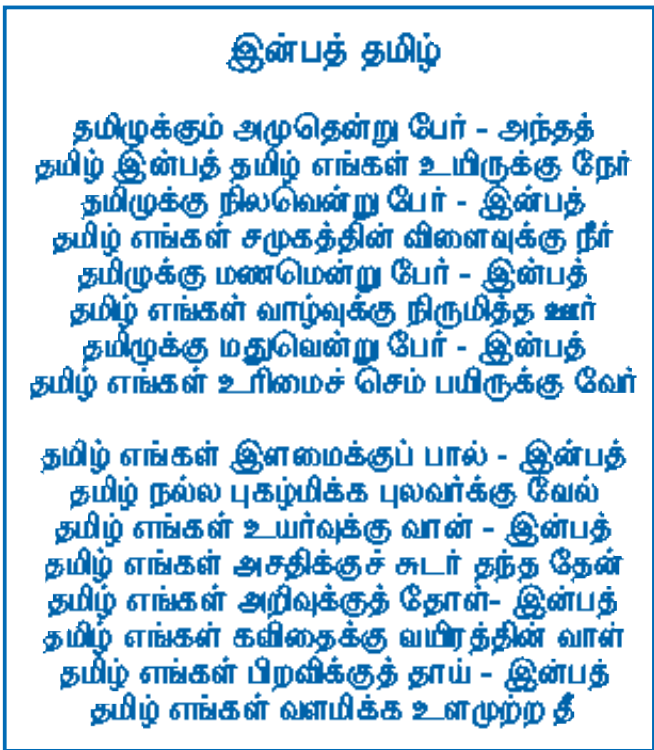 இன்பத் தமிழ்
தமிழுக்கும் அமுதென்று பேர் - அந்தத்
தமிழ் இன்பத் தமிழ் எங்கள் உயிருக்கு நேர்
தமிழுக்கு நிலவென்று பேர் - இன்பத்
தமிழ் எங்கள் சமுகத்தின் விளைவுக்கு நீர்
தமிழுக்கு மணமென்று பேர் - இன்பத்
தமிழ் எங்கள் வாழ்வுக்கு நிருமித்த ஊர்
தமிழுக்கு மதுவென்று பேர் - இன்பத்
தமிழ் எங்கள் உரிமைச் செம் பயிருக்கு வேர்
தமிழ் எங்கள் இளமைக்குப் பால் - இன்பத்
தமிழ் நல்ல புகழ்மிக்க புலவர்க்கு வேல்
தமிழ் எங்கள் உயர்வுக்கு வான் - இன்பத்
தமிழ் எங்கள் அசதிக்குச் சுடர் தந்த தேன்
தமிழ் எங்கள் அறிவுக்குத் தோள்- இன்பத்
தமிழ் எங்கள் கவிதைக்கு வயிரத்தின் வாள்
தமிழ் எங்கள் பிறவிக்குத் தாய் - இன்பத்
தமிழ் எங்கள் வளமிக்க உளமுற்ற தீ